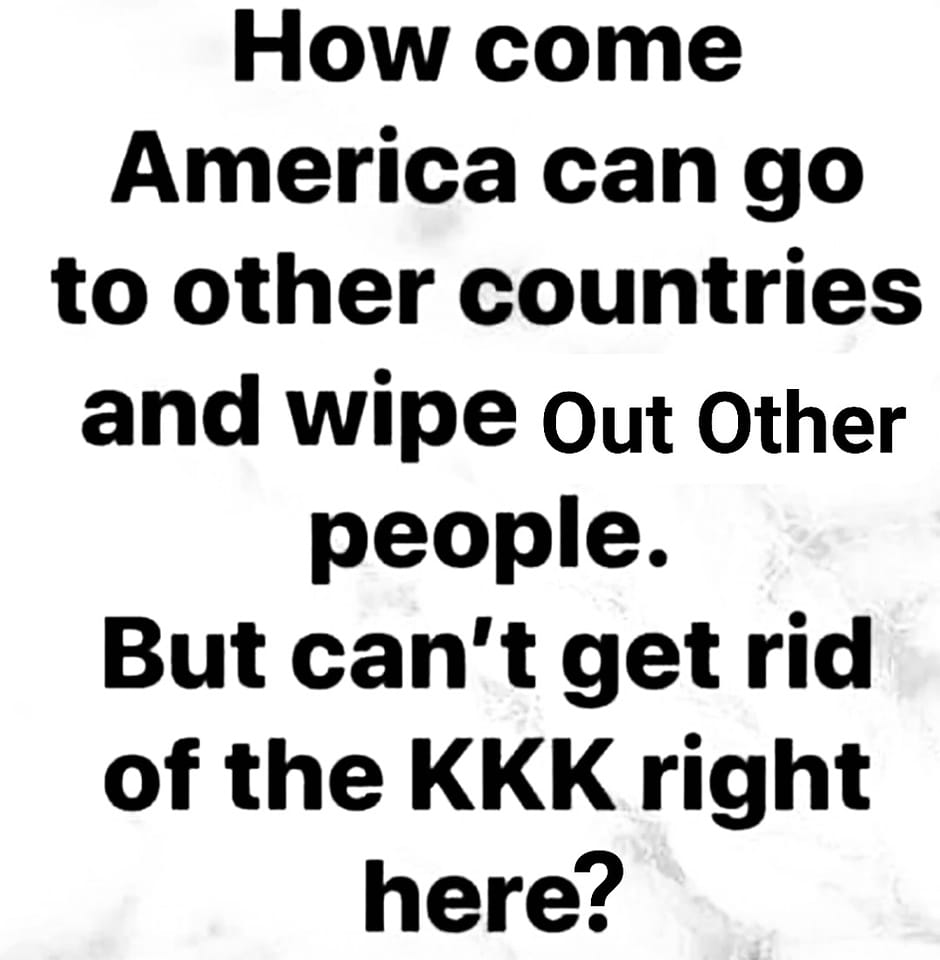 How come
America can go
to other countries
and wipe Out Other
people.
But can't get rid
of the KKK right
here?